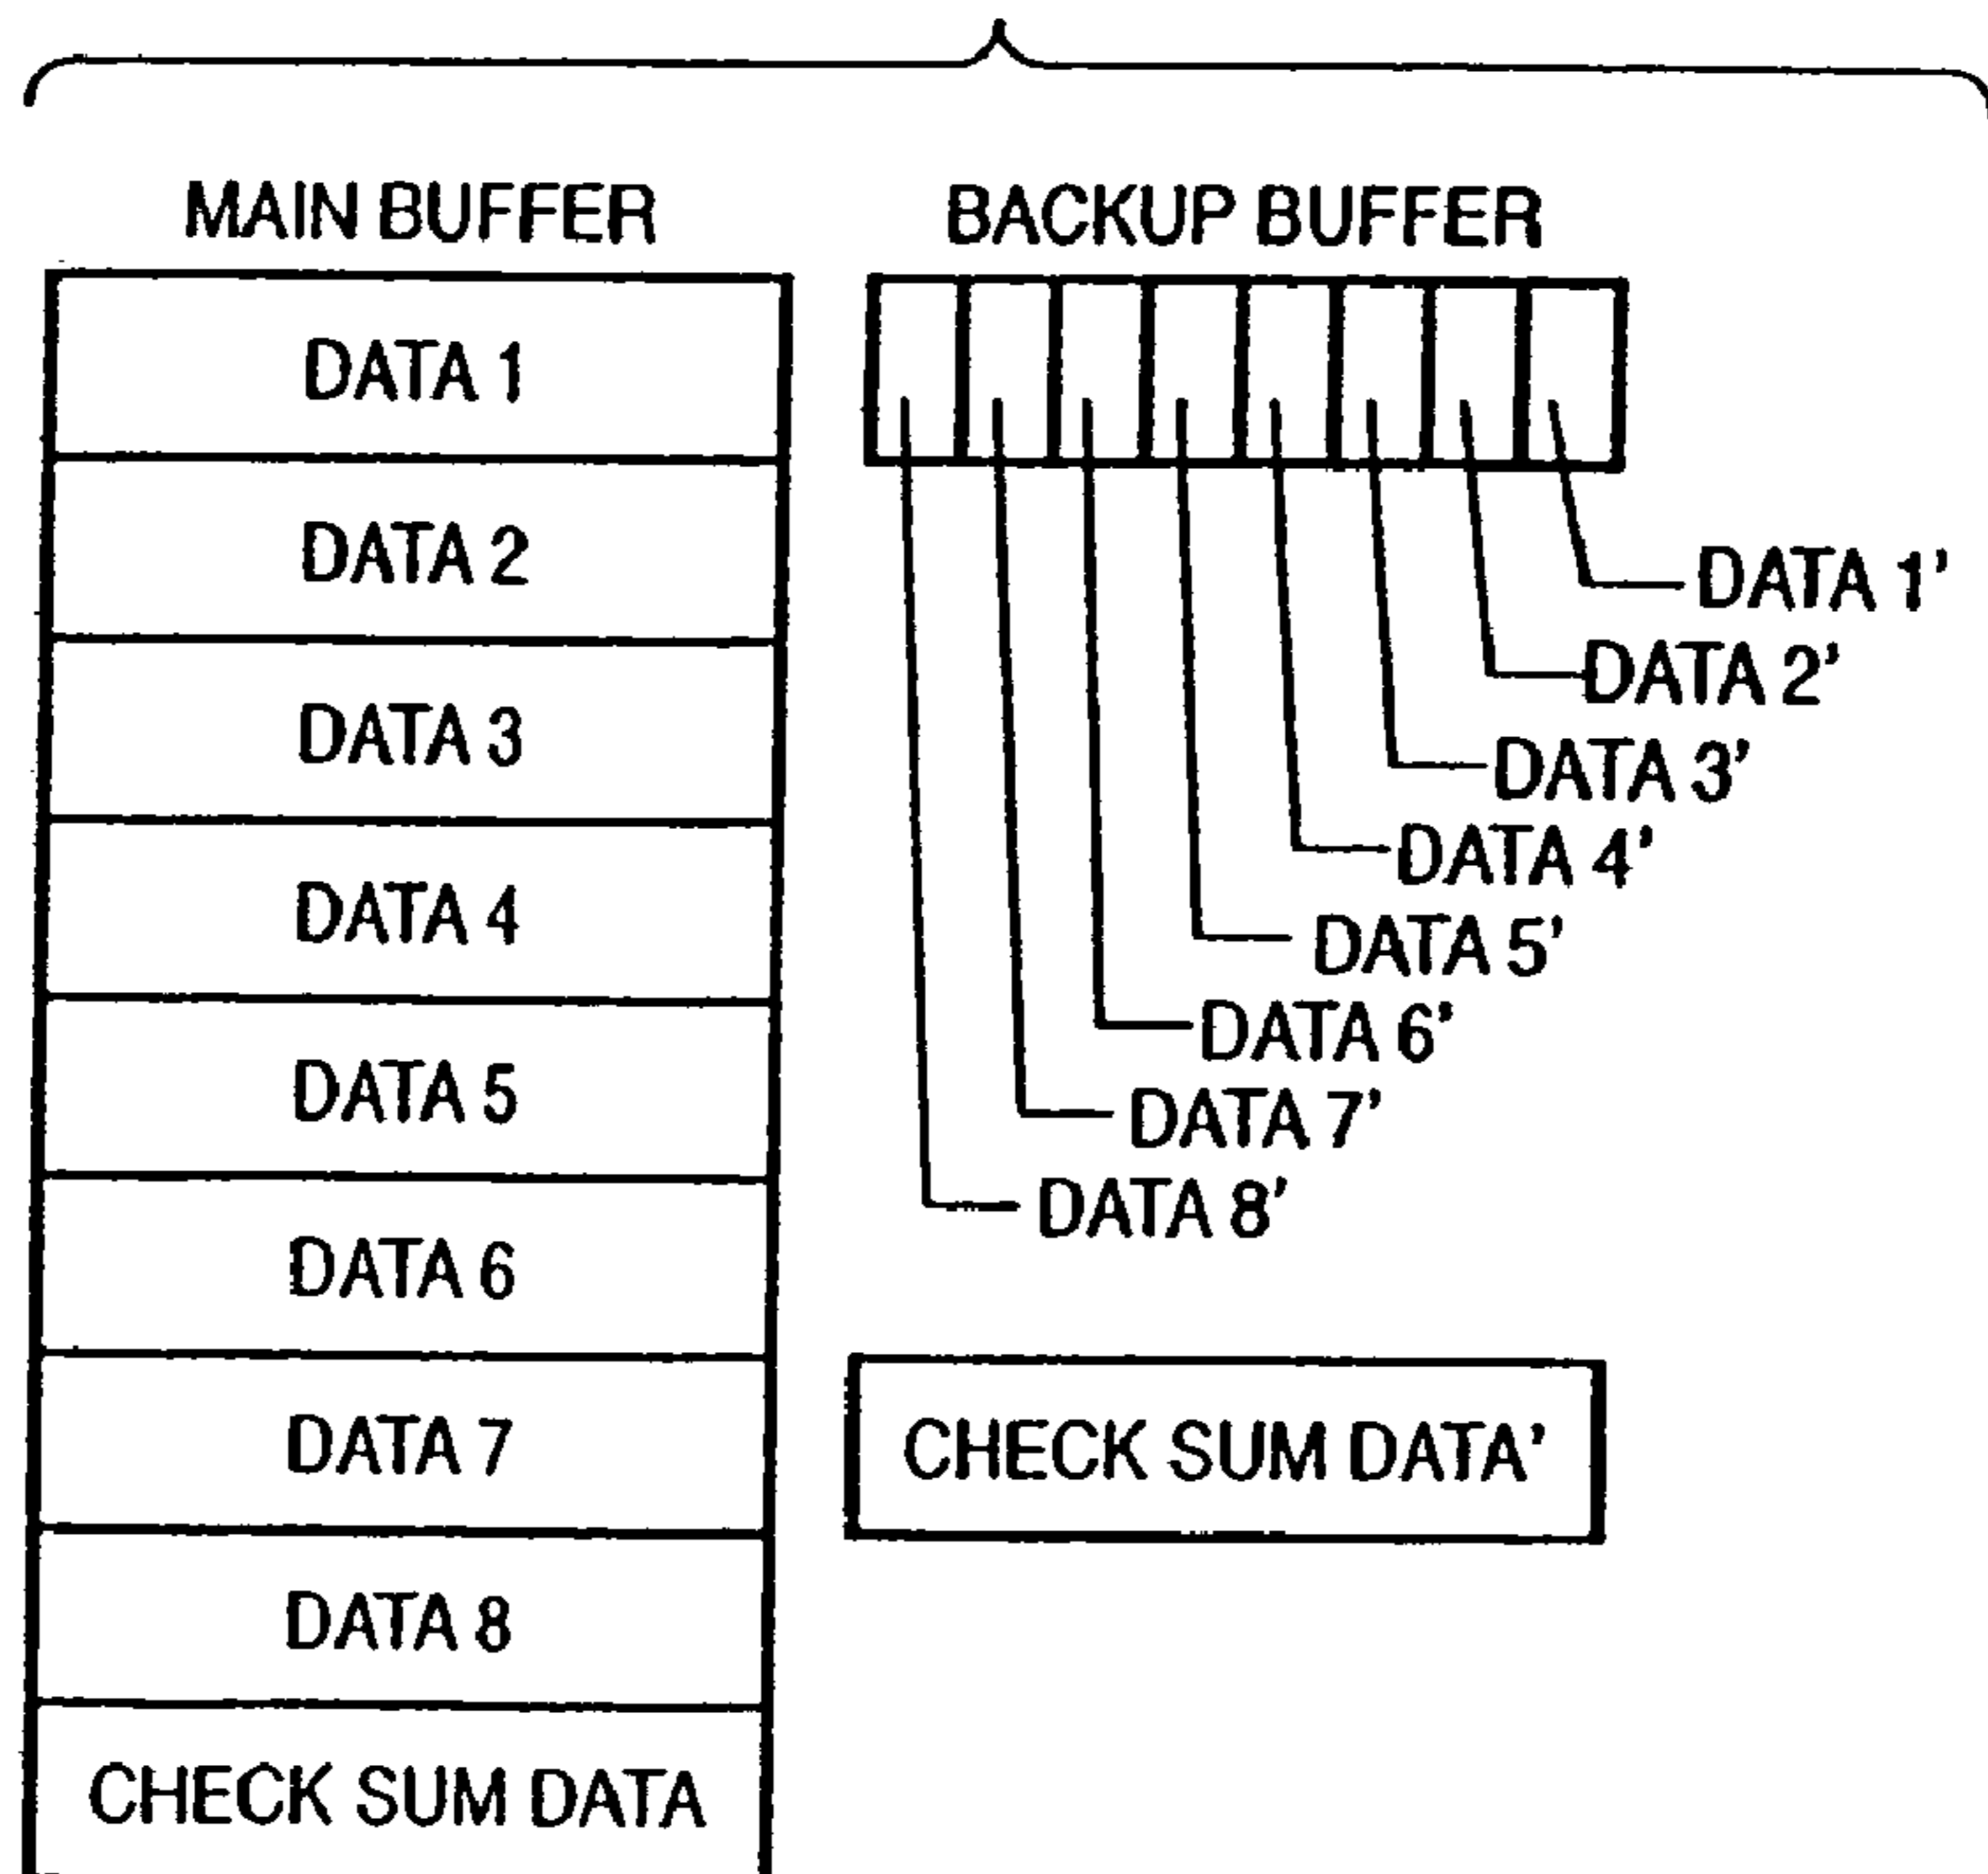 MAIN BUFFER
DATA 1
DATA 2
DATA 3
DATA 4
DATA 5
DATA 6
DATA 7
DATA 8
CHECK SUM DATA
BACKUP BUFFER
DATA 1'
DATA 2'
DATA 3'
DATA 4'
DATA 5'
DATA 6'
DATA 7'
DATA 8'
CHECK SUM DATA'